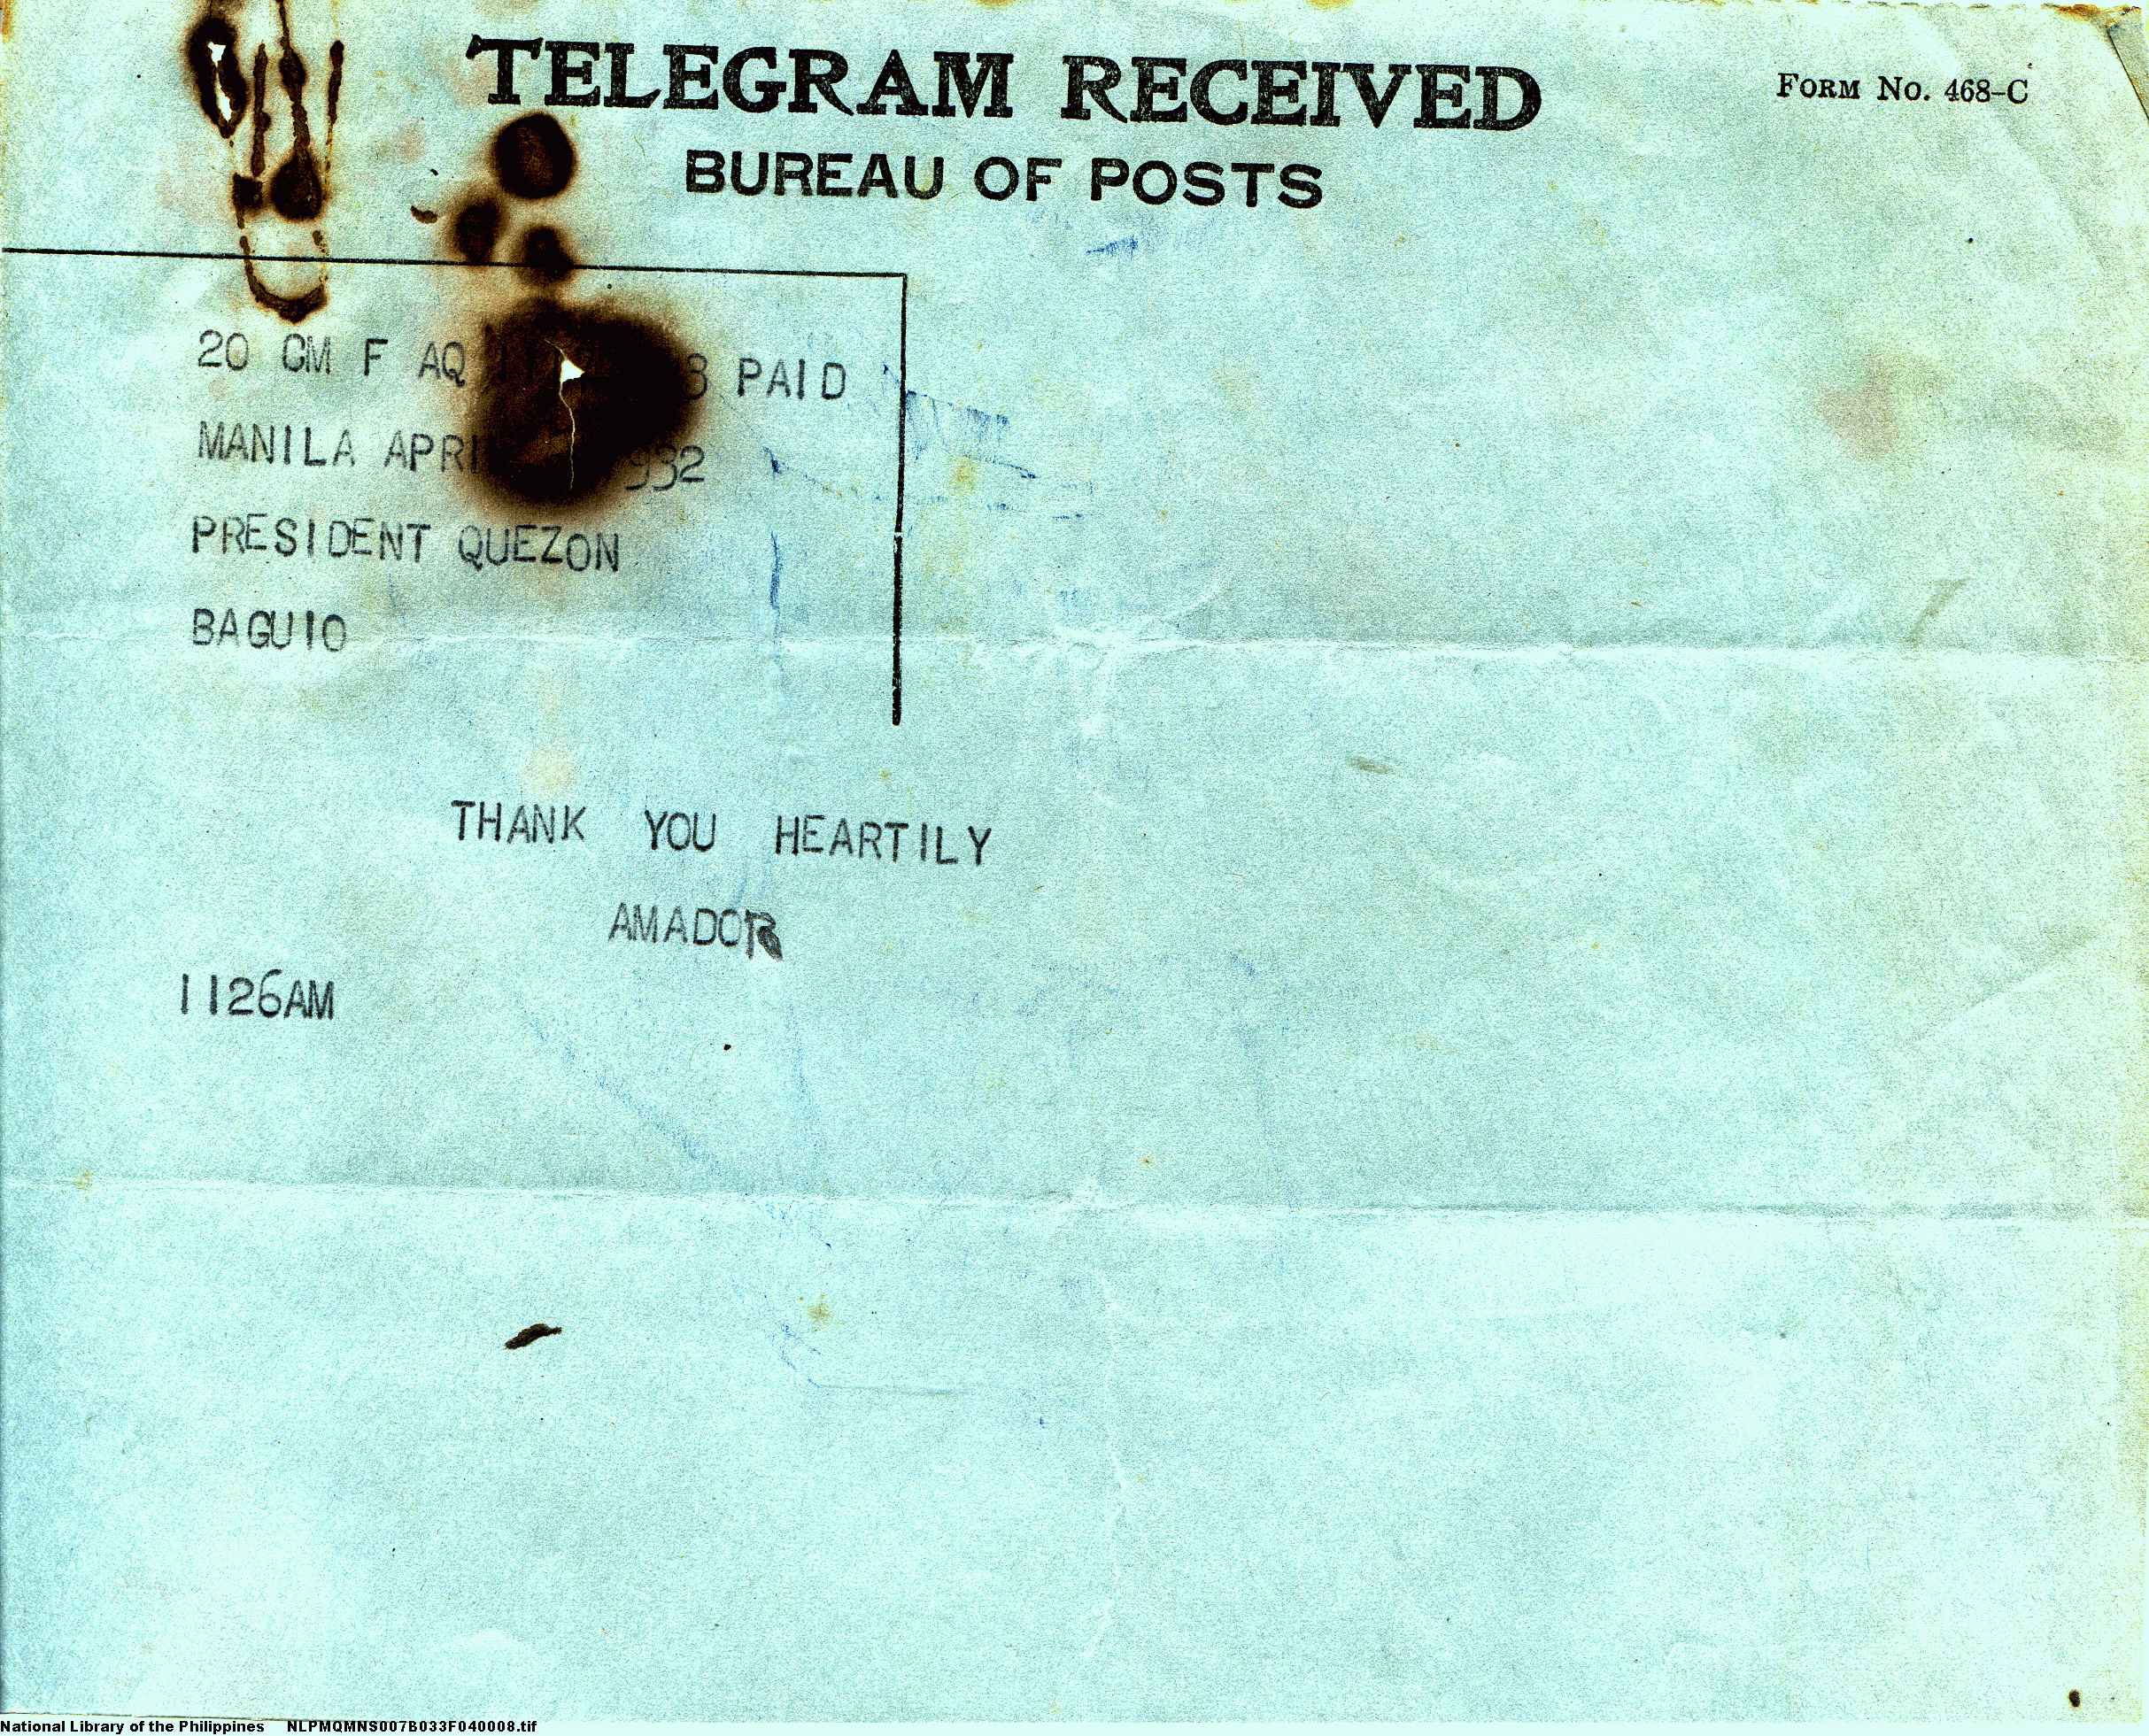 TELEGRAM RECEIVED
FORM NO. 468-C
BUREAU OF POSTS
20 GM F AQ PAID
MANILA
PRESIDENT QUEZON
BAGUIO
THANK YOU HEARTILY
AMADOR
1126AM
National Library of the Philippines NLPMQMNS007B033F040008.tif